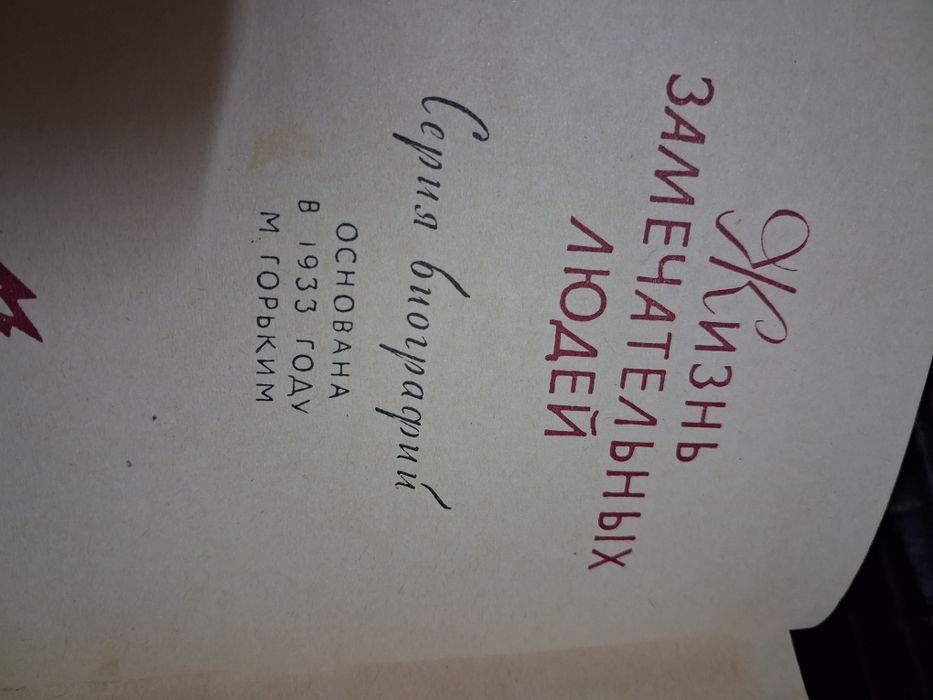 Жизнь
ЗАМЕЧАТЕЛЬНЫХ
ЛЮДЕЙ
Серия биографий
ОСНОВАНА
В 1933 ГОДУ
М. ГОРЬКИМ